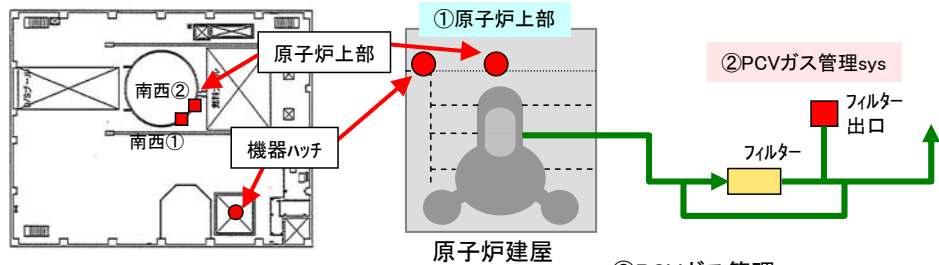 ①原子炉上部
原子炉上部
②PCVガス管理sys
南西②
南西①
機器ハッチ
フィルター
出口
フィルター
原子炉建屋